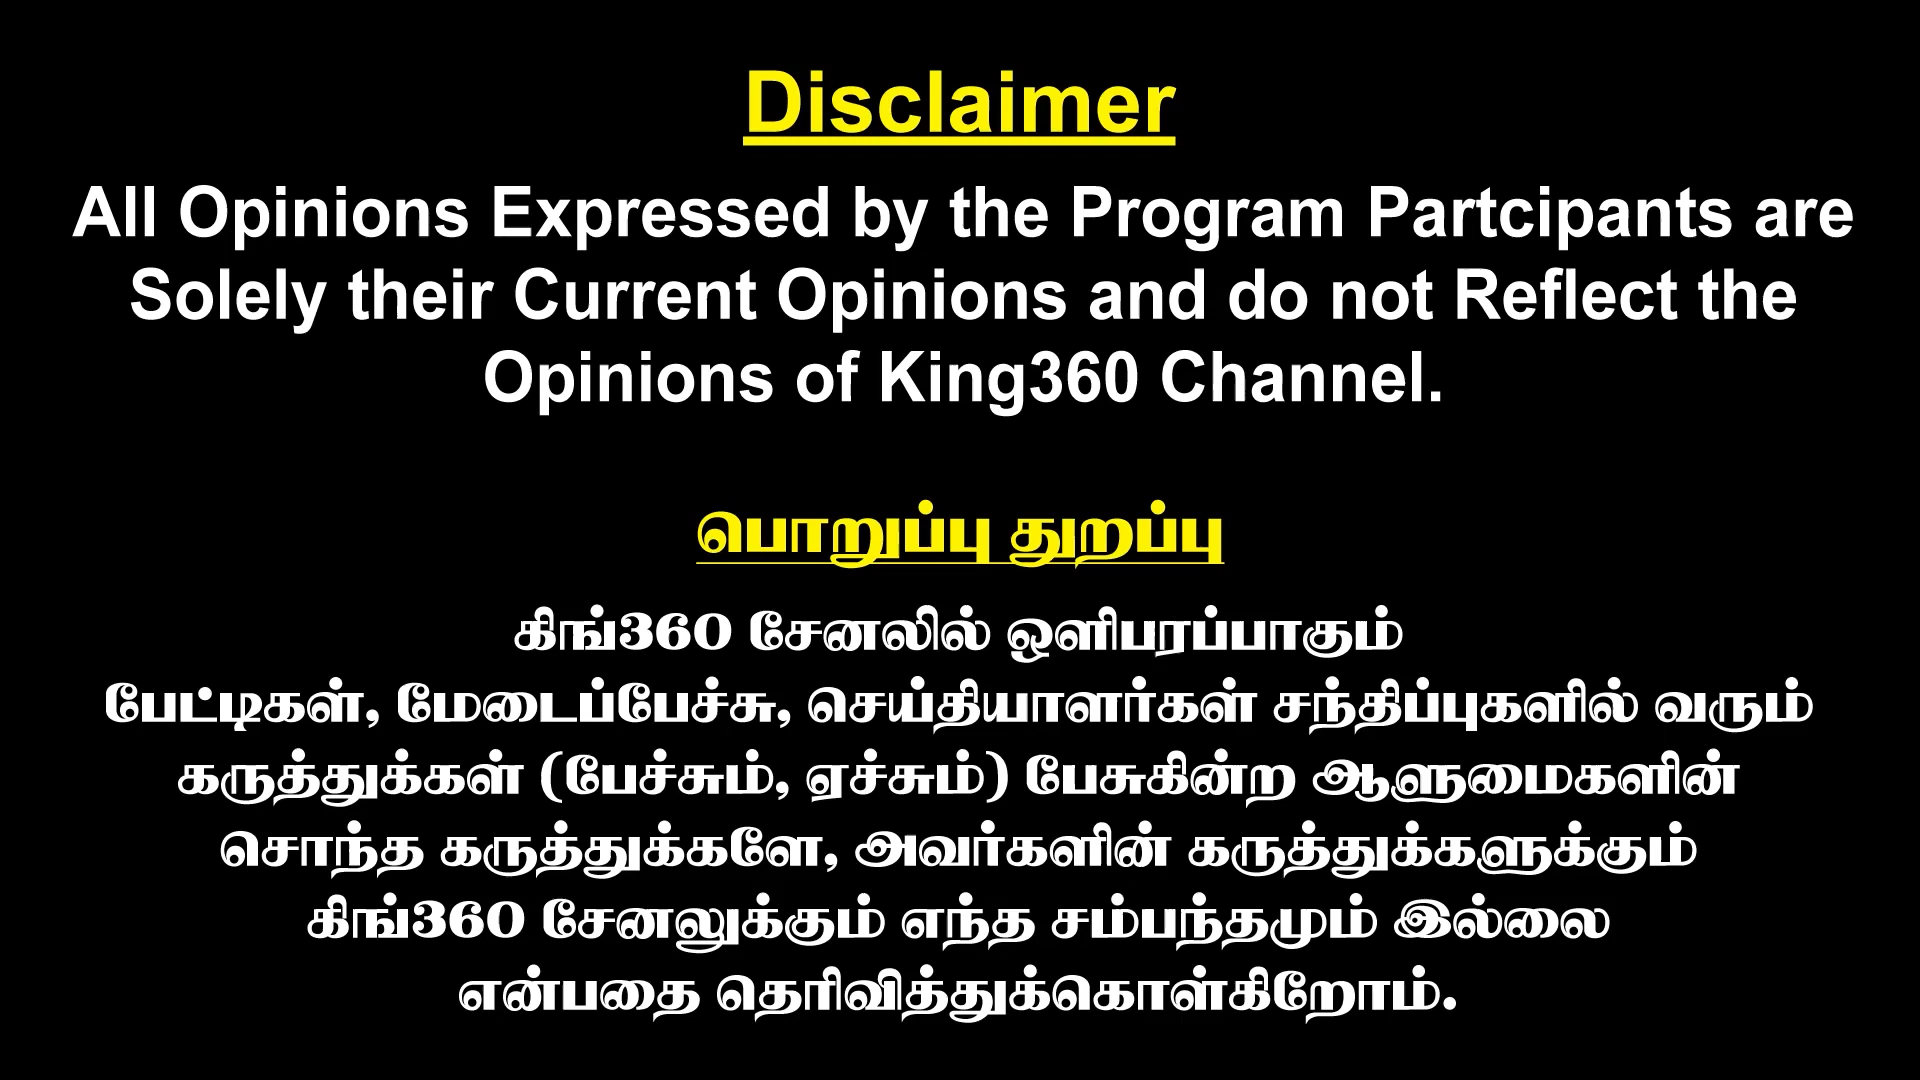 Disclaimer
All Opinions Expressed by the Program Partcipants are
Solely their Current Opinions and do not Reflect the
Opinions of King360 Channel.
பொறுப்பு துறப்பு
கிங்360 சேனலில் ஒளிபரப்பாகும்
பேட்டிகள், மேடைப்பேச்சு, செய்தியாளர்கள் சந்திப்புகளில் வரும்
கருத்துக்கள் (பேச்சும், ஏச்சும்) பேசுகின்ற ஆளுமைகளின்
சொந்த கருத்துக்களே, அவர்களின் கருத்துக்களுக்கும்
கிங்360 சேனலுக்கும் எந்த சம்பந்தமும் இல்லை
என்பதை தெரிவித்துக்கொள்கிறோம்.